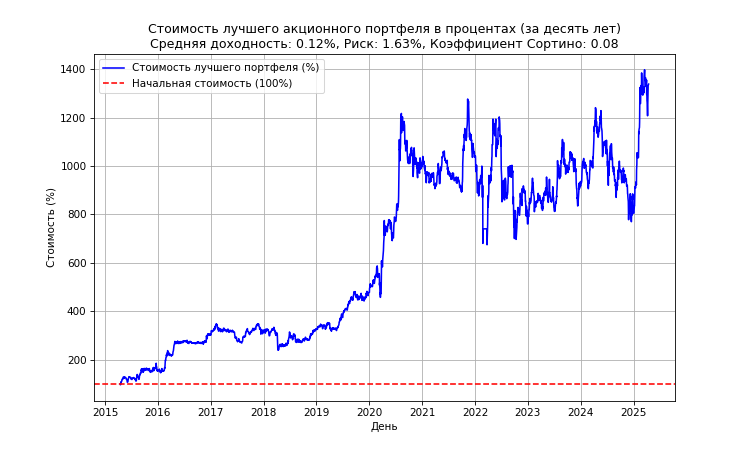 Стоимость лучшего акционного портфеля в процентах (за десять лет)
Средняя доходность: 0.12%, Риск: 1.63%, Коэффициент Сортино: 0.08
Стоимость лучшего портфеля (%)
Начальная стоимость (100%)
Стоимость (%)
1400
1200
1000
800
600
400
200
2015 2016 2017 2018 2019 2020 2021 2022 2023 2024 2025
День